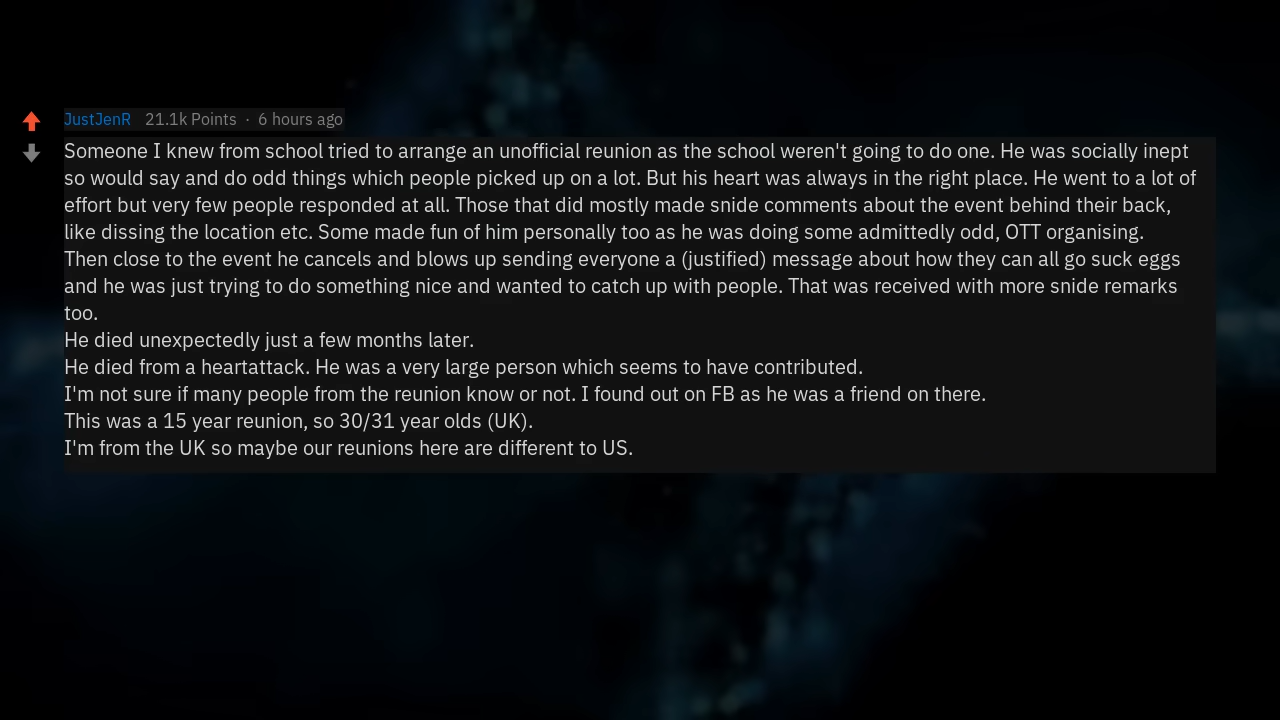 JustJenR 21.1k Points · 6 hours ago
Someone I knew from school tried to arrange an unofficial reunion as the school weren't going to do one. He was socially inept
so would say and do odd things which people picked up on a lot. But his heart was always in the right place. He went to a lot of
effort but very few people responded at all. Those that did mostly made snide comments about the event behind their back,
like dissing the location etc. Some made fun of him personally too as he was doing some admittedly odd, OTT organising.
Then close to the event he cancels and blows up sending everyone a (justified) message about how they can all go suck eggs
and he was just trying to do something nice and wanted to catch up with people. That was received with more snide remarks
too.
He died unexpectedly just a few months later.
He died from a heartattack. He was a very large person which seems to have contributed.
I'm not sure if many people from the reunion know or not. I found out on FB as he was a friend on there.
This was a 15 year reunion, so 30/31 year olds (UK).
I'm from the UK so maybe our reunions here are different to US.